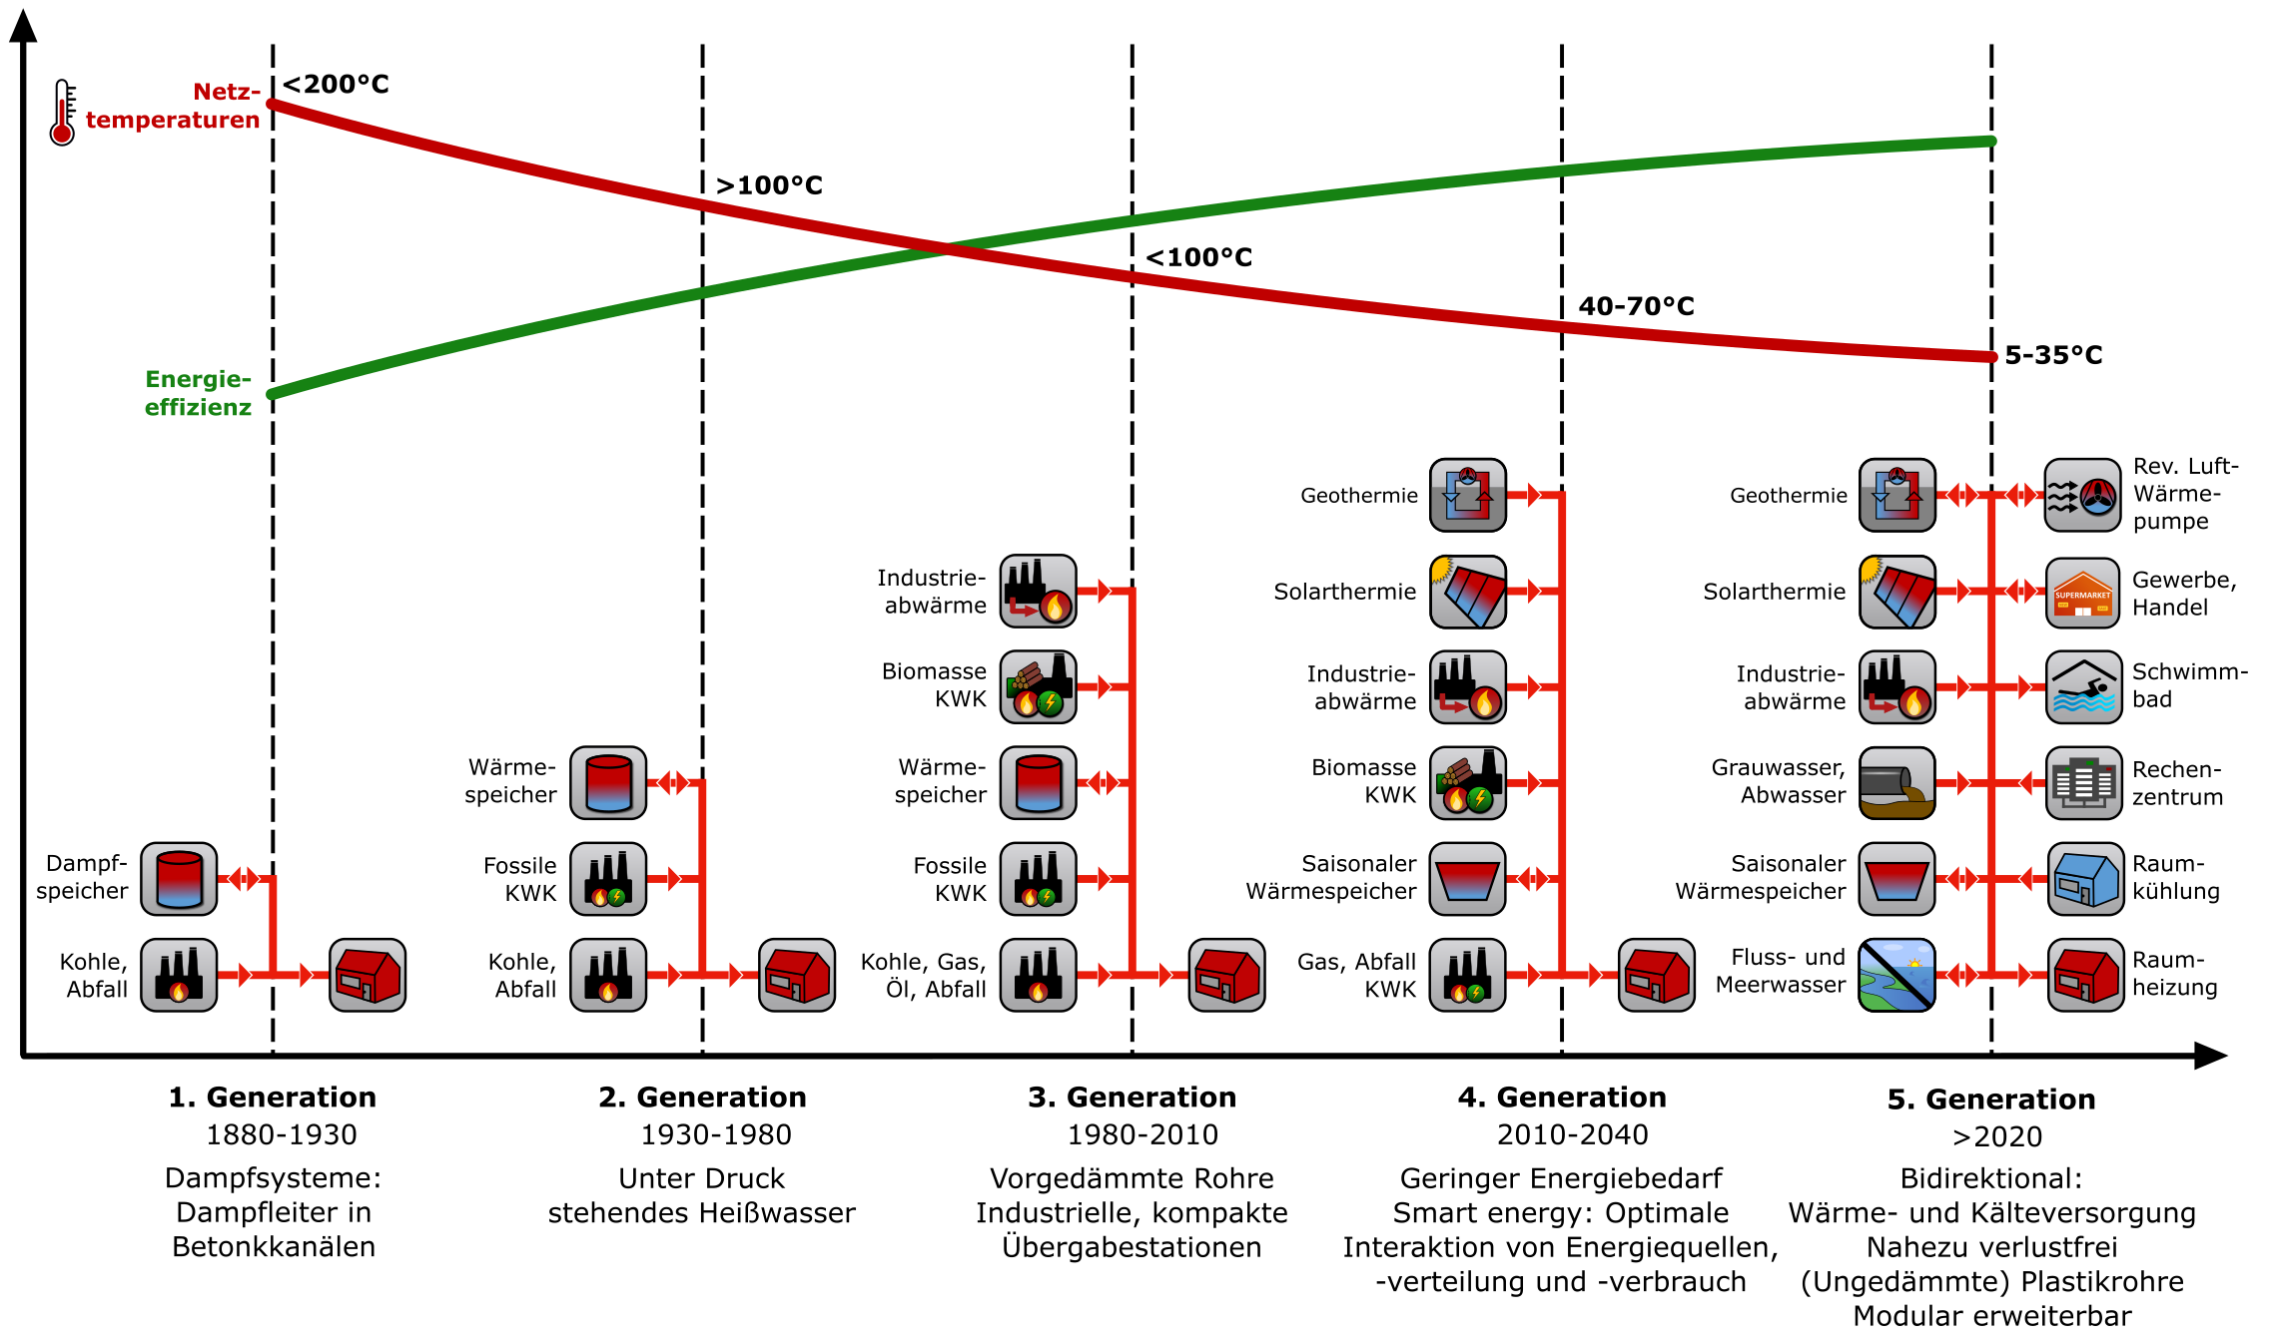 Netz-
temperaturen
<200°C
>100°C
<100°C
40-70°C
5-35°C
Energie-
effizienz
Dampf-
speicher
Kohle,
Abfall
Wärme-
speicher
Fossile
KWK
Kohle,
Abfall
Industrie-
abwärme
Biomasse
KWK
Wärme-
speicher
Fossile
KWK
Kohle, Gas,
Öl, Abfall
Geothermie
Solarthermie
Industrie-
abwärme
Biomasse
KWK
Saisonaler
Wärmespeicher
Gas, Abfall
KWK
Geothermie
Solarthermie
Industrie-
abwärme
Grauwasser,
Abwasser
Saisonaler
Wärmespeicher
Fluss- und
Meerwasser
Rev. Luft-
Wärme-
pumpe
SUPERMARKET
Gewerbe,
Handel
Schwimm-
bad
Rechen-
zentrum
Raum-
kühlung
Raum-
heizung
1. Generation
1880-1930
Dampfsysteme:
Dampfleiter in
Betonkkanälen
2. Generation
1930-1980
Unter Druck
stehendes Heißwasser
3. Generation
1980-2010
Vorgedämmte Rohre
Industrielle, kompakte
Übergabestationen
4. Generation
2010-2040
Geringer Energiebedarf
Smart energy: Optimale
Interaktion von Energiequellen,
-verteilung und -verbrauch
5. Generation
>2020
Bidirektional:
Wärme- und Kälteversorgung
Nahezu verlustfrei
(Ungedämmte) Plastikrohre
Modular erweiterbar